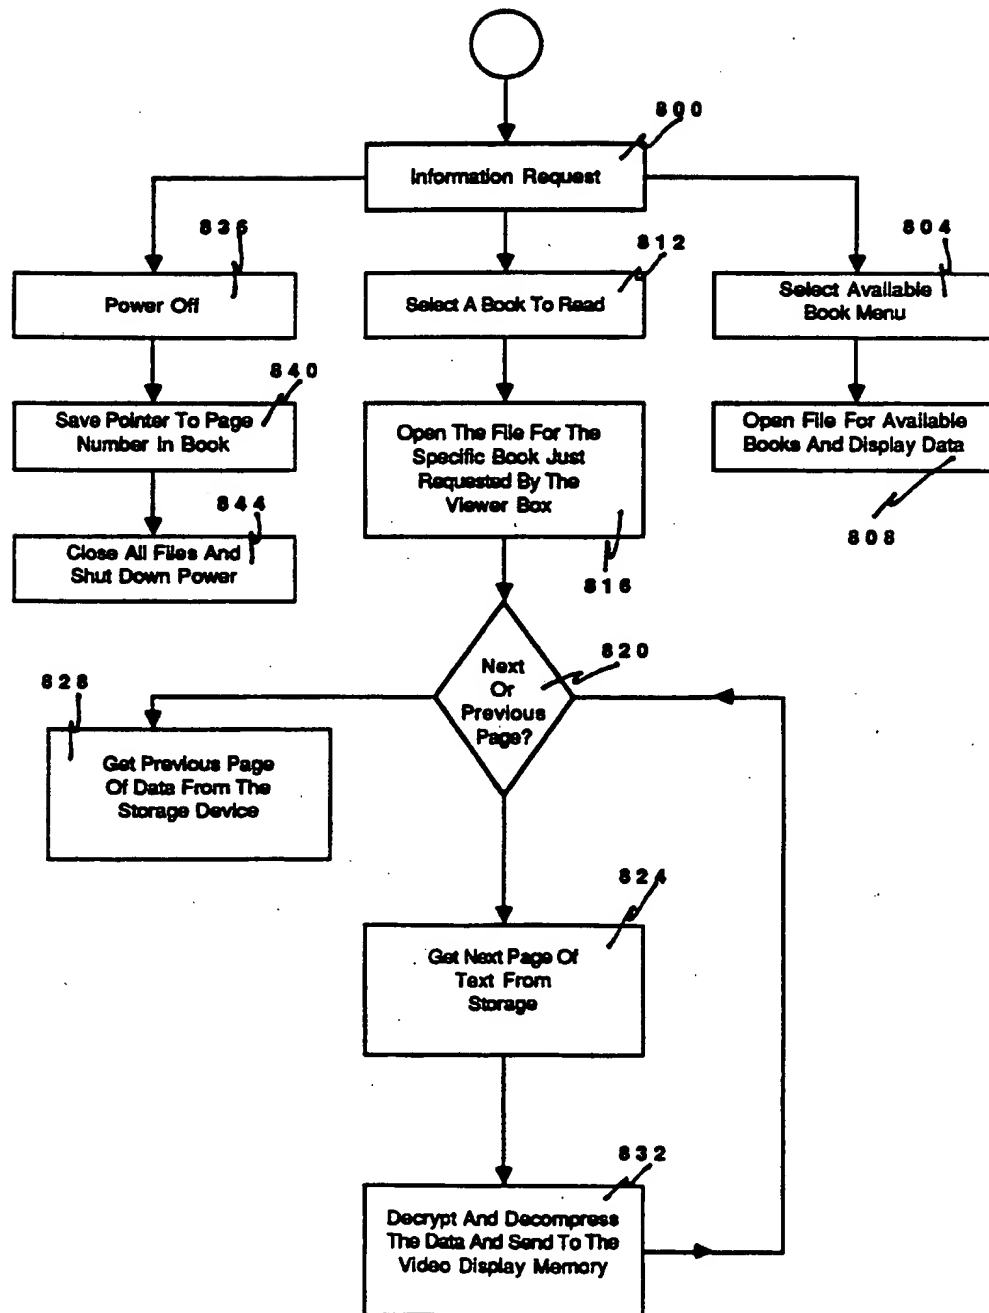 800
Information Request
836
812
804
Power Off
Select A Book To Read
Select Available
Book Menu
840
Save Pointer To Page
Number In Book
Open The File For The
Specific Book Just
Requested By The
Viewer Box
Open File For Available
Books And Display Data
844
808
Close All Files And
Shut Down Power
816
820
Next
Or
Previous
Page?
828
Get Previous Page
Of Data From The
Storage Device
824
Get Next Page Of
Text From
Storage
832
Decrypt And Decompress
The Data And Send To The
Video Display Memory